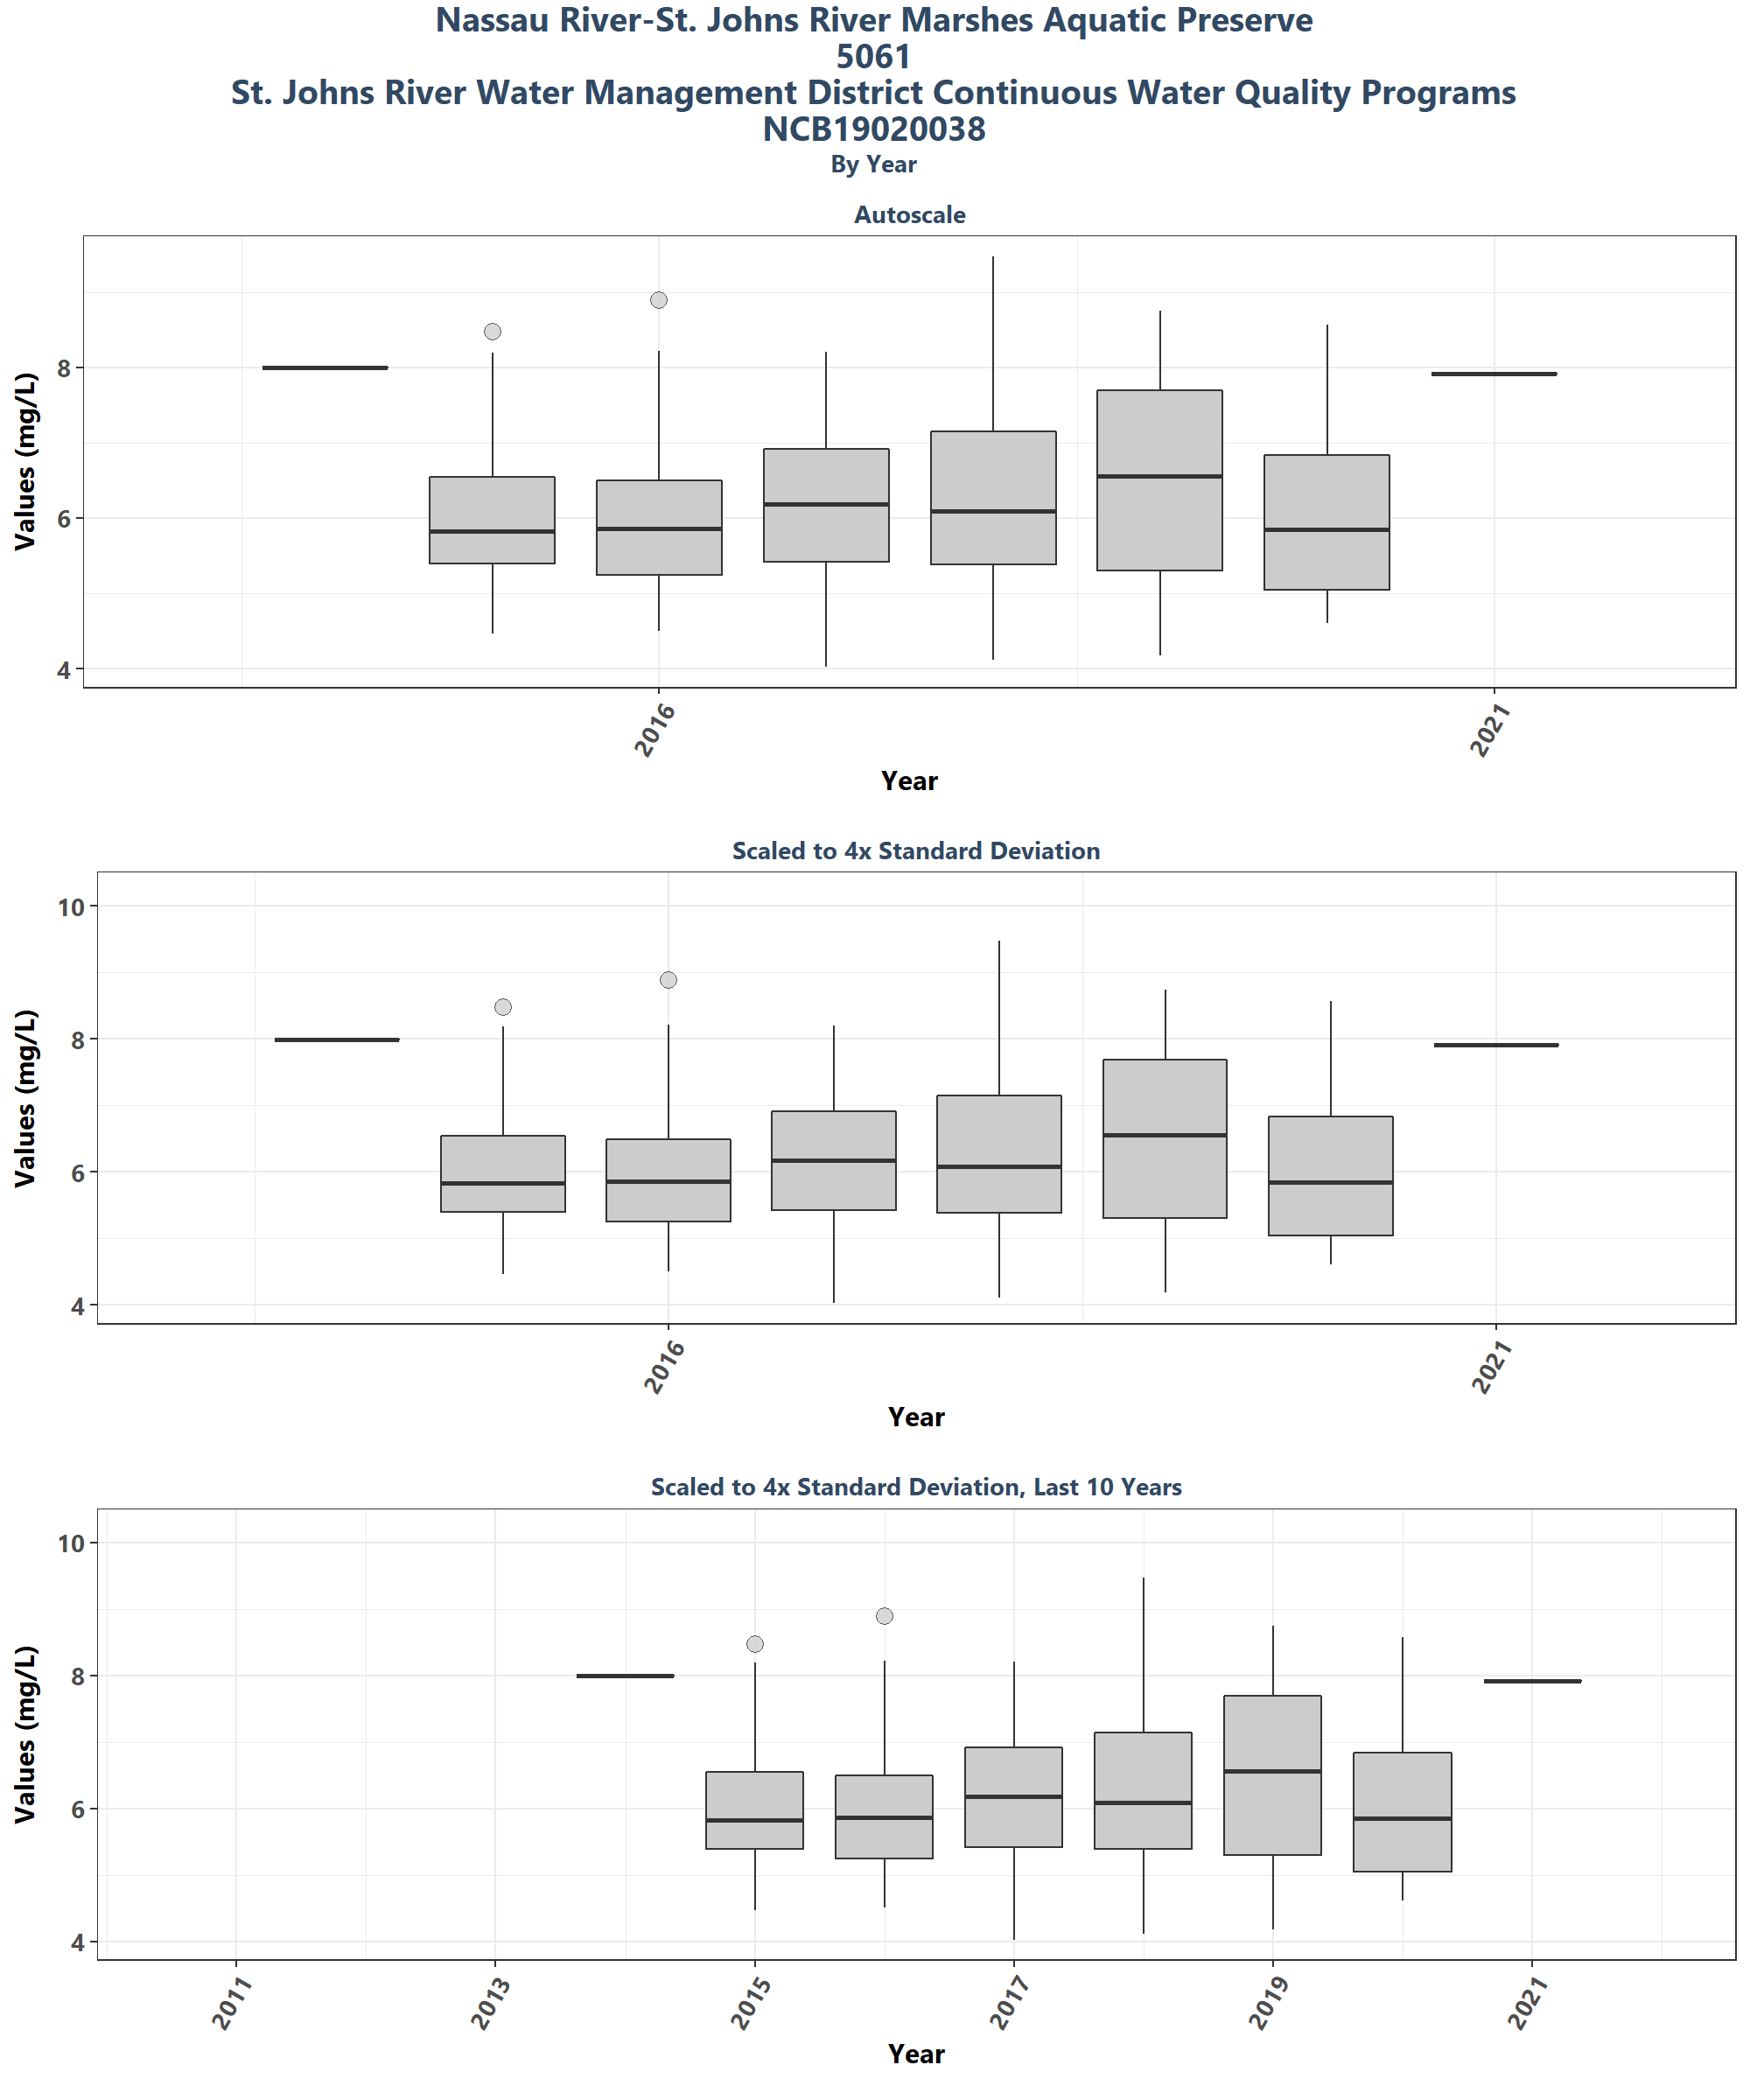 Nassau River-St. Johns River Marshes Aquatic Preserve
5061
St. Johns River Water Management District Continuous Water Quality Programs
NCB19020038
By Year
Autoscale
Values (mg/L)
8
6
4
2016
2021
Year
Scaled to 4x Standard Deviation
Values (mg/L)
10
8
6
4
2016
2021
Year
Scaled to 4x Standard Deviation, Last 10 Years
Values (mg/L)
10
8
6
4
2011
2013
2015
2017
2019
2021
Year